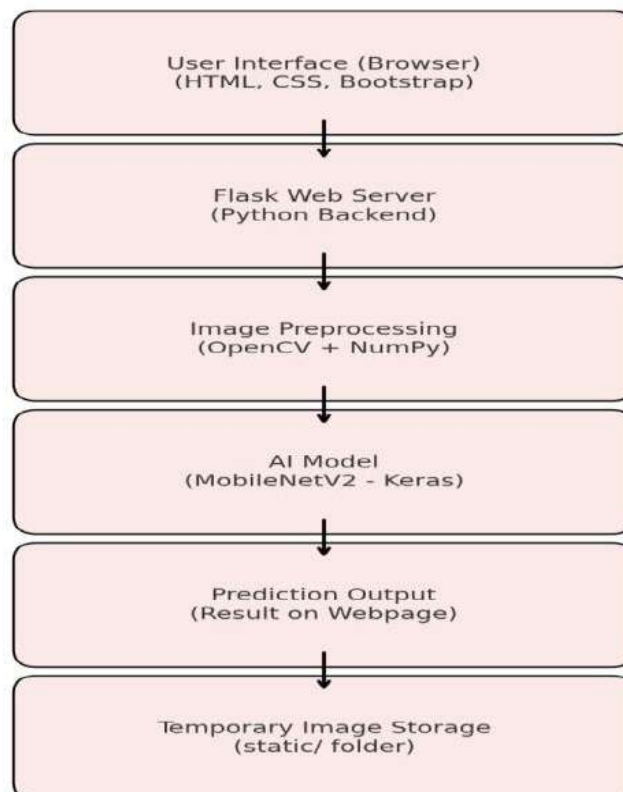 User Interface (Browser)
(HTML, CSS, Bootstrap)
Flask Web Server
(Python Backend)
Image Preprocessing
(OpenCV + NumPy)
AI Model
(MobileNetV2 - Keras)
Prediction Output
(Result on Webpage)
Temporary Image Storage
(static/ folder)